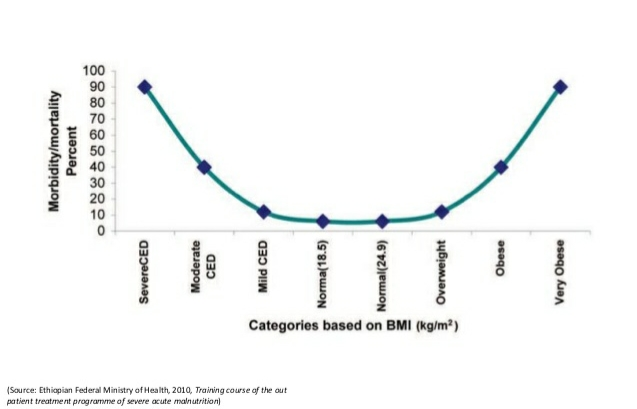 Morbidity/mortality
Percent
100
90
80
70
60
50
40
30
20
10
0
SevereCED
Moderate
CED
Mild CED
Norma(18.5)
Normal(24.9)
Overweight
Obese
Very Obese
Categories based on BMI (kg/m²)
(Source: Ethiopian Federal Ministry of Health, 2010, Training course of the out
patient treatment programme of severe acute malnutrition)